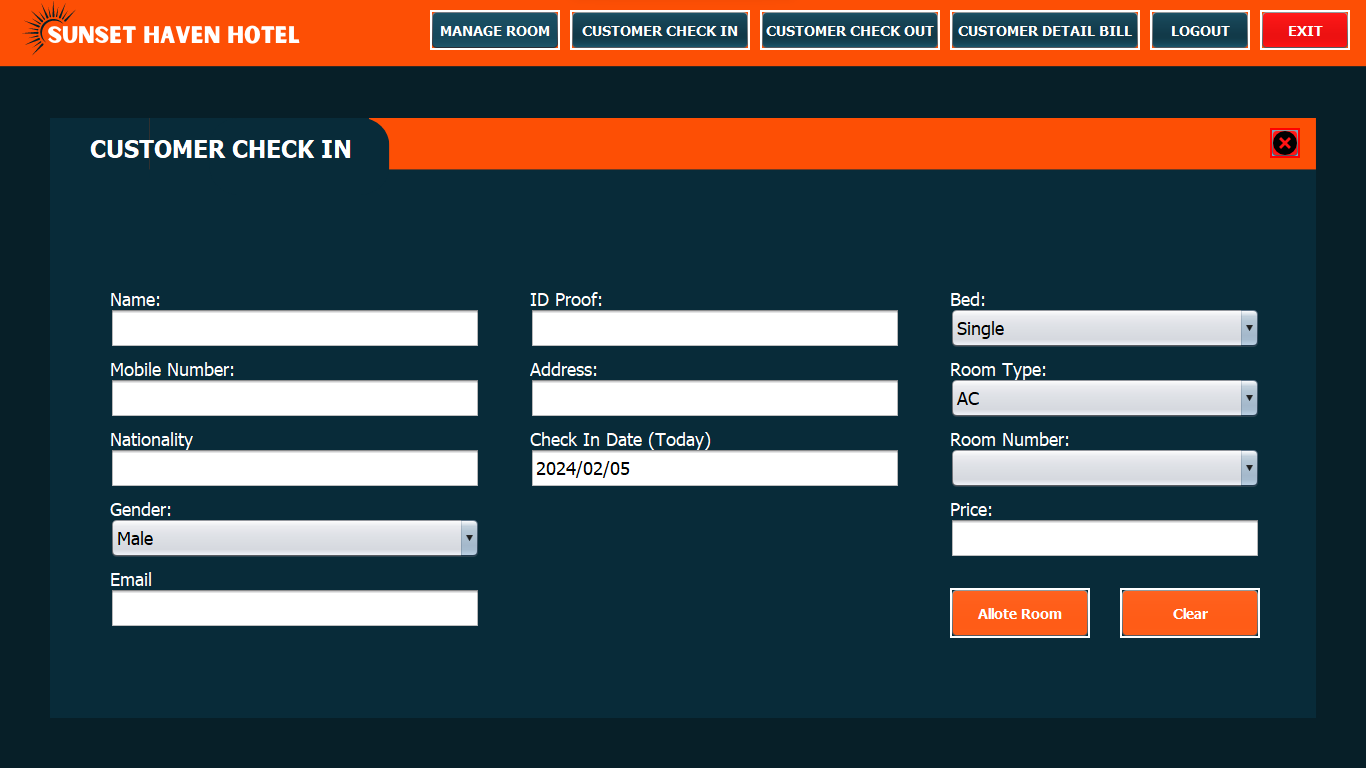 SUNSET HAVEN HOTEL
MANAGE ROOM
CUSTOMER CHECK IN
CUSTOMER CHECK OUT
CUSTOMER DETAIL BILL
LOGOUT
EXIT
CUSTOMER CHECK IN
Name:
Mobile Number:
Nationality
Gender:
Male
Email
ID Proof:
Address:
Check In Date (Today)
2024/02/05
Bed:
Single
Room Type:
AC
Room Number:
Price:
Allote Room
Clear